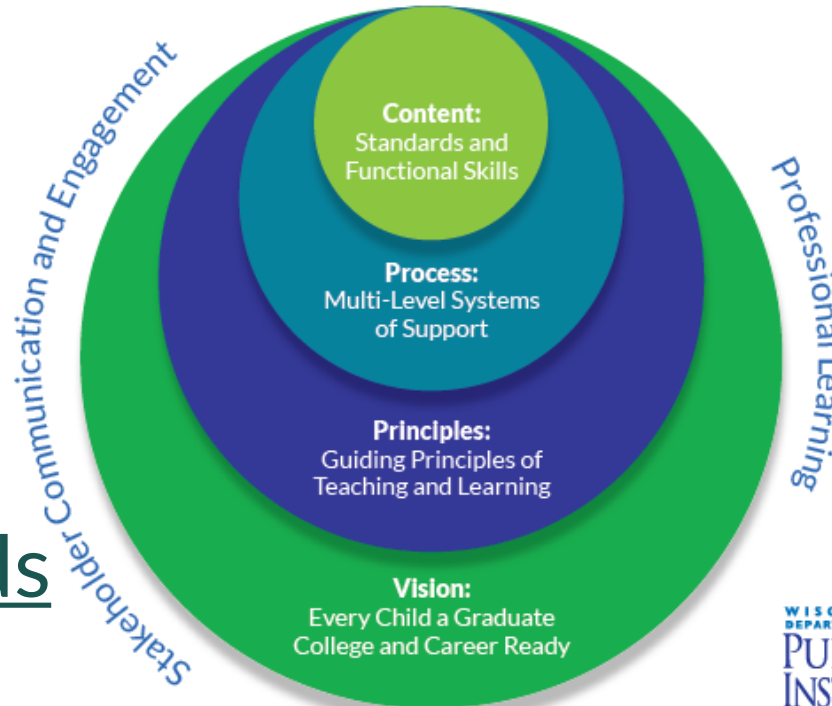 Stakeholder Communication and Engagement
Content:
Standards and
Functional Skills
Professional Learning
Process:
Multi-Level Systems
of Support
Principles:
Guiding Principles of
Teaching and Learning
Vision:
Every Child a Graduate
College and Career Ready